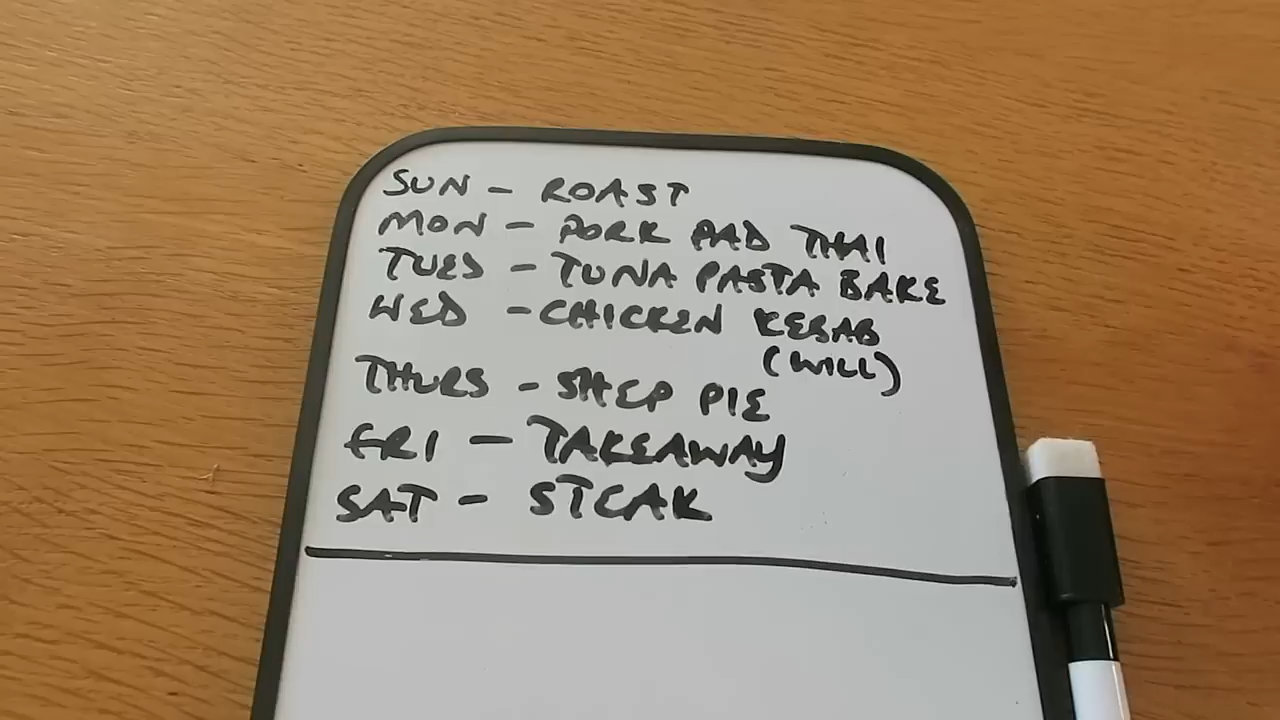 SUN - ROAST
MON - PORK PAD THAI
TUES - TUNA PASTA BAKE
WED - CHICKEN KEBAB
(WILL)
THURS - SHEP PIE
FRI - TAKEAWAY
SAT - STEAK